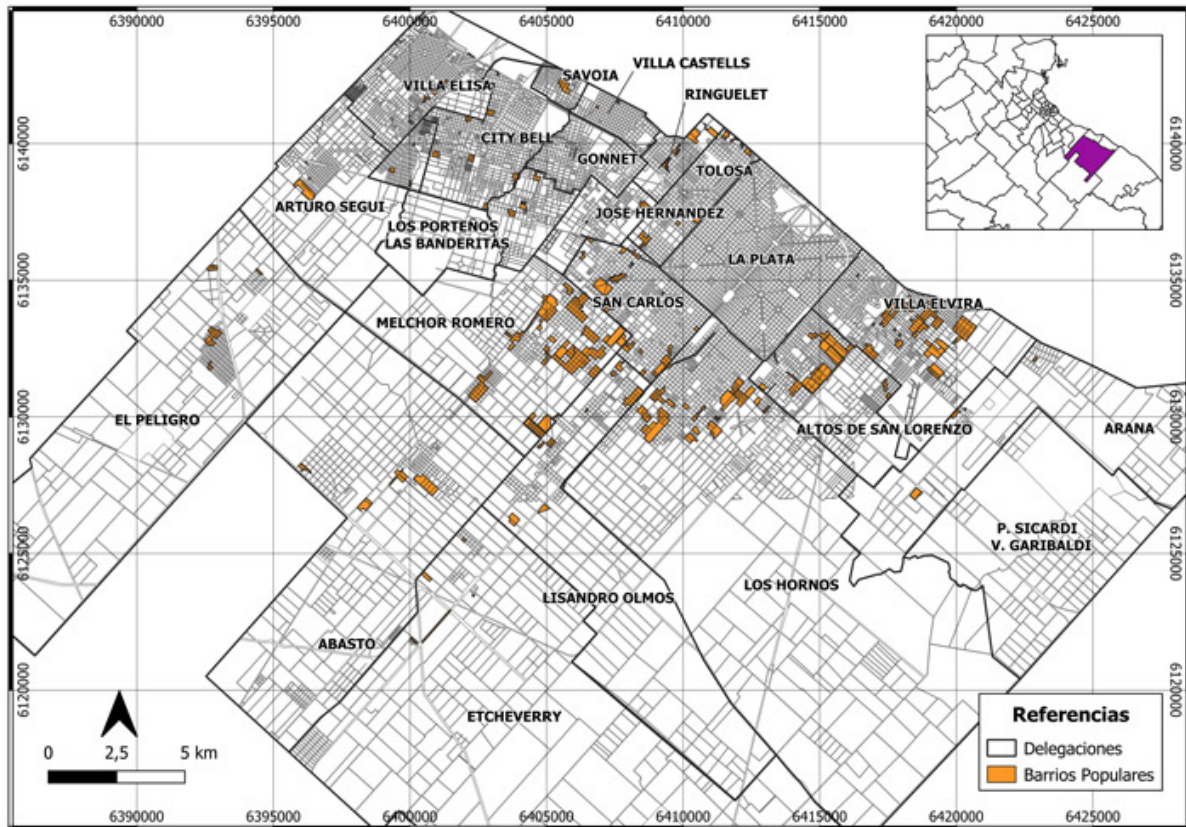 6390000 6395000 6400000 6405000 6410000 6415000 6420000 6425000
6140000
6135000
6130000
6125000
6120000
VILLA CASTELLS
SAVOIA
VILLA ELISA
RINGUELET
CITY BELL
GONNET
TOLOSA
ARTURO SEGUI
JOSE HERNANDEZ
LOS PORTEÑOS
LAS BANDERITAS
LA PLATA
SAN CARLOS
VILLA ELVIRA
MELCHOR ROMERO
EL PELIGRO
ALTOS DE SAN LORENZO
ARANA
P. SICARDI
V. GARIBALDI
LOS HORNOS
LISANDRO OLMOS
ABASTO
ETCHEVERRY
6140000
6135000
6130000
6125000
6120000
0 2,5 5 km
Referencias
Delegaciones
Barrios Populares
6390000 6395000 6400000 6405000 6410000 6415000 6420000 6425000